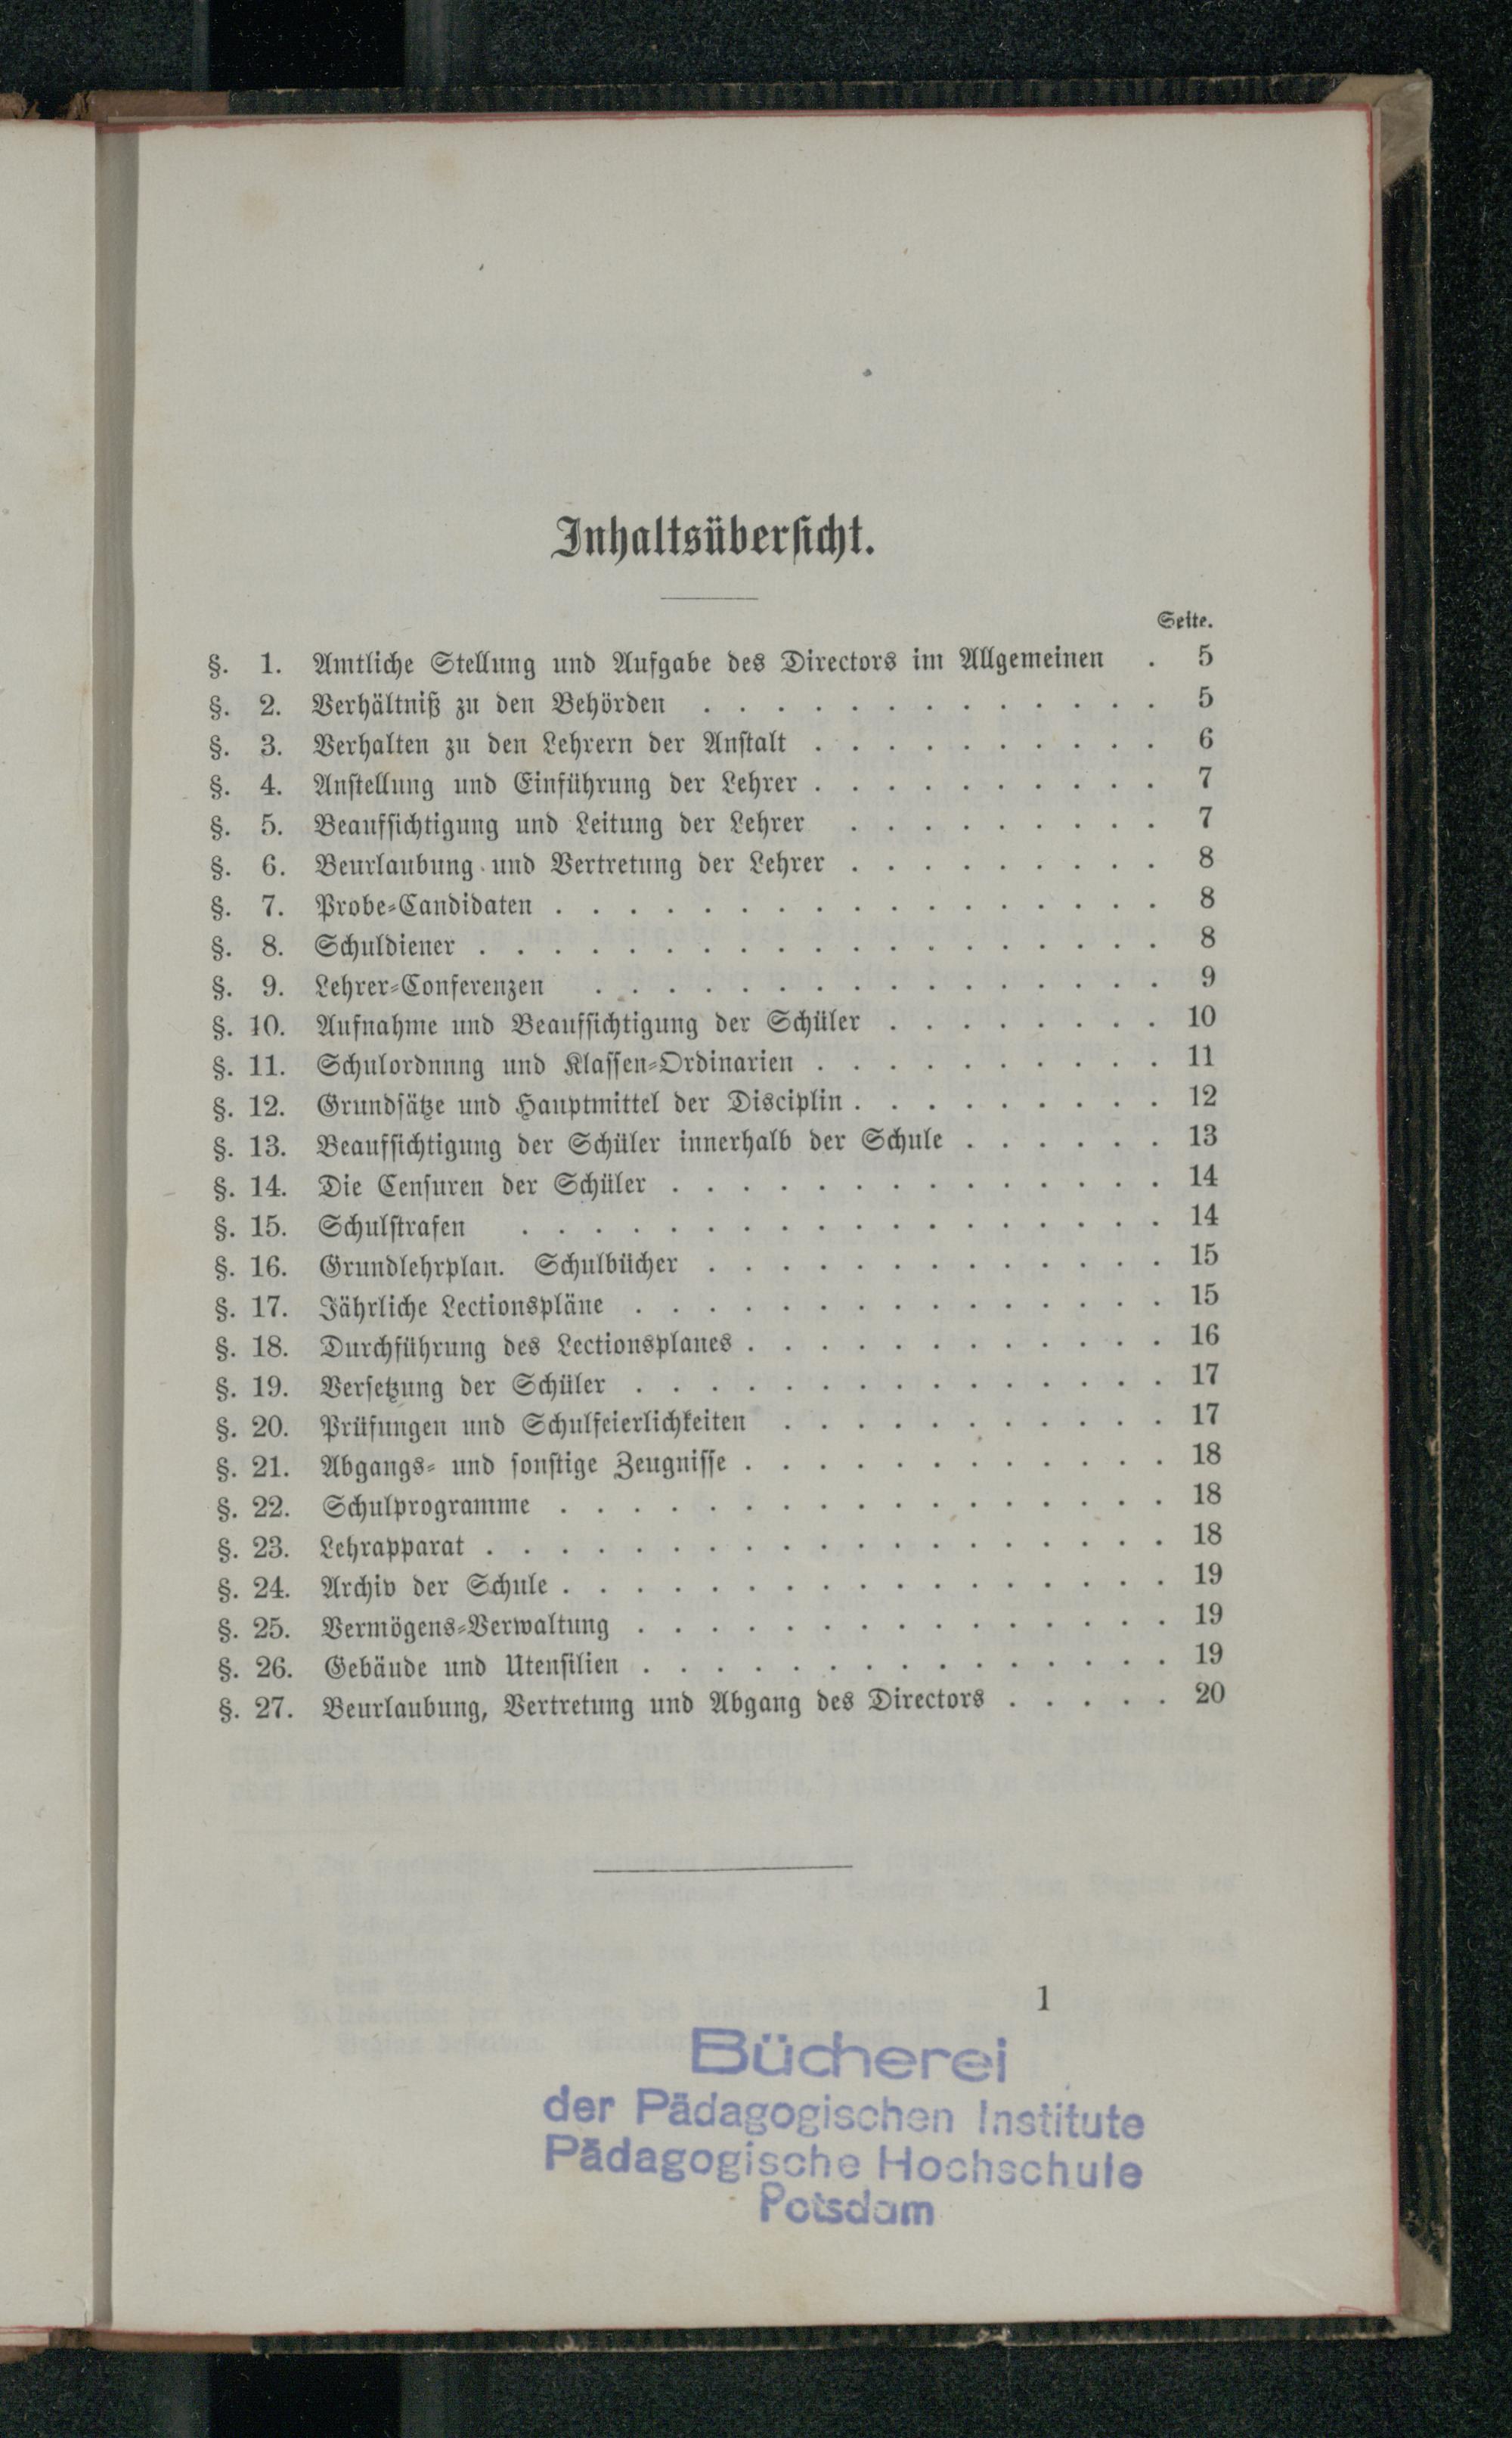 Inhaltsübersicht.
Seite.
§. 1. Amtliche Stellung und Aufgabe des Directors im Allgemeinen . 5
§. 2. Verhältniß zu den Behörden . . . . . . . . . . . . . 5
§. 3. Verhalten zu den Lehrern der Anstalt . . . . . . . . . . 6
§. 4. Anstellung und Einführung der Lehrer . . . . . . . . . . 7
§. 5. Beaufsichtigung und Leitung der Lehrer . . . . . . . . . 7
§. 6. Beurlaubung und Vertretung der Lehrer . . . . . . . . . 8
§. 7. Probe-Candidaten . . . . . . . . . . . . . . . . . 8
§. 8. Schuldiener . . . . . . . . . . . . . . . . . . . 8
§. 9. Lehrer-Conferenzen . . . . . . . . . . . . . . . . 9
§. 10. Aufnahme und Beaufsichtigung der Schüler . . . . . . . . 10
§. 11. Schulordnnng und Klassen-Ordinarien . . . . . . . . . . 11
§. 12. Grundsätze und Hauptmittel der Disciplin . . . . . . . . . 12
§. 13. Beaufsichtigung der Schüler innerhalb der Schule . . . . . . 13
§. 14. Die Censuren der Schüler . . . . . . . . . . . . . . 14
§. 15. Schulstrafen . . . . . . . . . . . . . . . . . . 14
§. 16. Grundlehrplan. Schulbücher . . . . . . . . . . . . . 15
§. 17. Jährliche Lectionspläne . . . . . . . . . . . . . . . 15
§. 18. Durchführung des Lectionsplanes . . . . . . . . . . . . 16
§. 19. Versetzung der Schüler . . . . . . . . . . . . . . . 17
§. 20. Prüfungen und Schulfeierlichkeiten . . . . . . . . . . . 17
§. 21. Abgangs- und sonstige Zeugnisse . . . . . . . . . . . . 18
§. 22. Schulprogramme . . . . . . . . . . . . . . . . . 18
§. 23. Lehrapparat . . . . . . . . . . . . . . . . . . . 18
§. 24. Archiv der Schule . . . . . . . . . . . . . . . . . 19
§. 25. Vermögens-Verwaltung . . . . . . . . . . . . . . . 19
§. 26. Gebäude und Utensilien . . . . . . . . . . . . . . . 19
§. 27. Beurlaubung, Vertretung und Abgang des Directors . . . . . 20
1
Bücherei
der Pädagogischen Institute
Pädagogische Hochschule
Potsdam